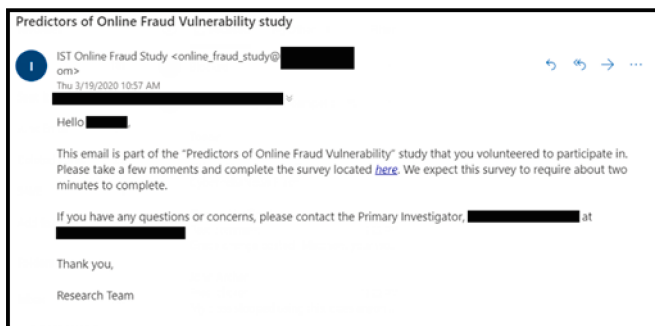 Predictors of Online Fraud Vulnerability study
I
IST Online Fraud Study <online_fraud_study@
om>
Thu 3/19/2020 10:57 AM
Hello ,
This email is part of the "Predictors of Online Fraud Vulnerability" study that you volunteered to participate in.
Please take a few moments and complete the survey located here. We expect this survey to require about two
minutes to complete.
If you have any questions or concerns, please contact the Primary Investigator, at
Thank you,
Research Team